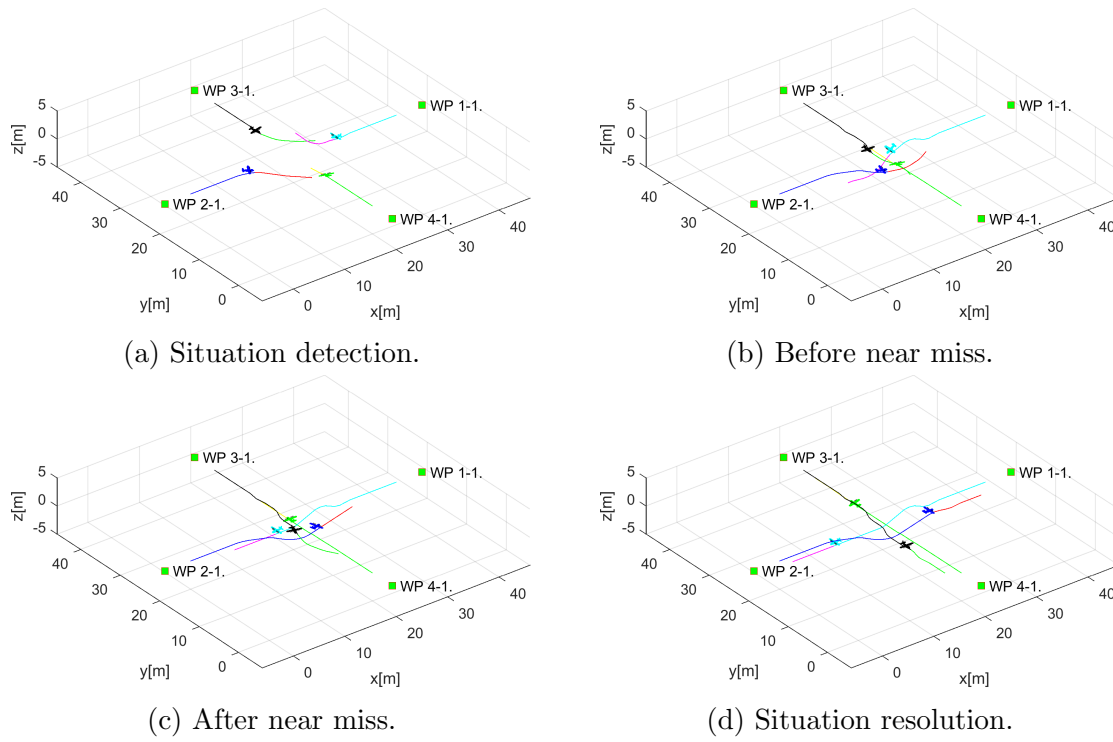 5
0
-5
z[m]
40
30
20
10
0
y[m]
0
10
20
30
40
x[m]
WP 3-1.
WP 1-1.
WP 2-1.
WP 4-1.
(a) Situation detection.
5
0
-5
z[m]
40
30
20
10
0
y[m]
0
10
20
30
40
x[m]
WP 3-1.
WP 1-1.
WP 2-1.
WP 4-1.
(b) Before near miss.
5
0
-5
z[m]
40
30
20
10
0
y[m]
0
10
20
30
40
x[m]
WP 3-1.
WP 1-1.
WP 2-1.
WP 4-1.
(c) After near miss.
5
0
-5
z[m]
40
30
20
10
0
y[m]
0
10
20
30
40
x[m]
WP 3-1.
WP 1-1.
WP 2-1.
WP 4-1.
(d) Situation resolution.